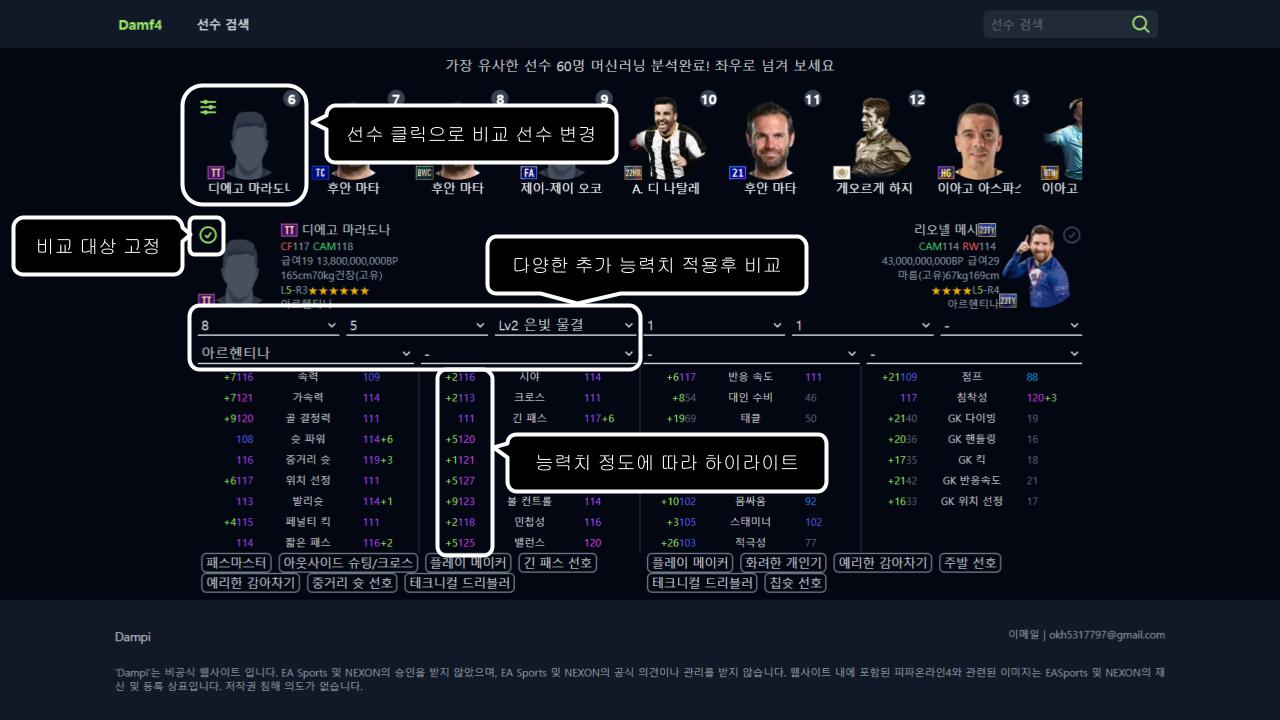 Damf4 선수 검색 선수 검색
가장 유사한 선수 60명 머신러닝 분석완료! 좌우로 넘겨 보세요
6 7 8 9 10 11 12 13
선수 클릭으로 비교 선수 변경
TT TC BWC FA 22HR 21 HG RTN
디에고 마라도나 후안 마타 후안 마타 제이-제이 오코 A. 디 나탈레 후안 마타 게오르게 하지 이아고 아스파스 이아고
비교 대상 고정
TT 디에고 마라도나
CF117 CAM118
급여19 13,800,000,000BP
165cm70kg건장(고유)
L5-R3★★★★★★
아르헨티나
TT
다양한 추가 능력치 적용후 비교
리오넬 메시 23TY
CAM114 RW114
43,000,000,000BP 급여29
마름(고유)67kg169cm
★★★★L5-R4
아르헨티나 23TY
8 5 Lv2 은빛 물결 1 1 -
아르헨티나 - - -
+7116 속력 109 +2116 시야 114 +6117 반응 속도 111 +21109 점프 88
+7121 가속력 114 +2113 크로스 111 +854 대인 수비 46 117 침착성 120+3
+9120 골 결정력 111 111 긴 패스 117+6 +1969 태클 50 +2140 GK 다이빙 19
108 슛 파워 114+6 +5120 +2036 GK 핸들링 16
116 중거리 슛 119+3 +1121 +1735 GK 킥 18
능력치 정도에 따라 하이라이트
+6117 위치 선정 111 +5127 +2142 GK 반응속도 21
113 발리슛 114+1 +9123 볼 컨트롤 114 +10102 몸싸움 92 +1633 GK 위치 선정 17
+4115 페널티 킥 111 +2118 민첩성 116 +3105 스태미너 102
114 짧은 패스 116+2 +5125 밸런스 120 +26103 적극성 77
패스마스터 아웃사이드 슈팅/크로스 플레이 메이커 긴 패스 선호 플레이 메이커 화려한 개인기 예리한 감아차기 주발 선호
예리한 감아차기 중거리 슛 선호 테크니컬 드리블러 테크니컬 드리블러 칩슛 선호
Dampi 이메일 | okh5317797@gmail.com
'Dampi'는 비공식 웹사이트 입니다. EA Sports 및 NEXON의 승인을 받지 않았으며, EA Sports 및 NEXON의 공식 의견이나 관리를 받지 않습니다. 웹사이트 내에 포함된 피파온라인4와 관련된 이미지는 EASports 및 NEXON의 재
산 및 등록 상표입니다. 저작권 침해 의도가 없습니다.